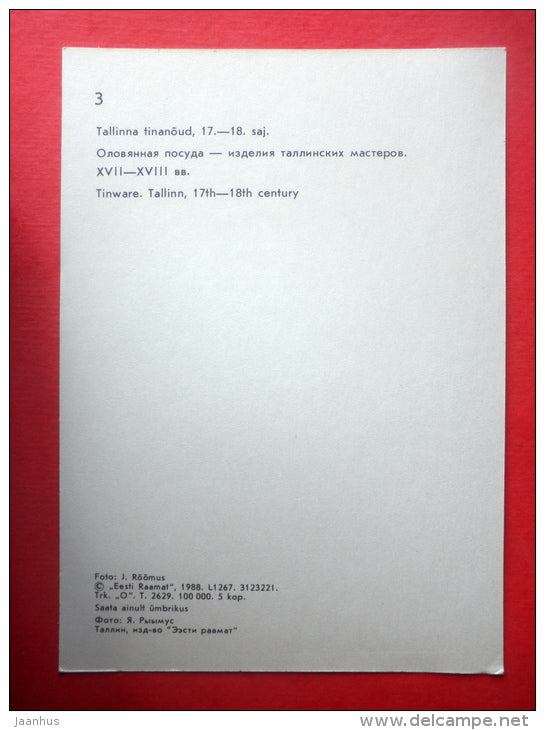 3
Tallinna tinanõud, 17.—18. saj.
Оловянная посуда — изделия таллинских мастеров.
XVII—XVIII вв.
Tinware. Tallinn, 17th—18th century
Foto: J. Rõõmus
© „Eesti Raamat", 1988. L1267. 3123221.
Trk. „O". T. 2629. 100 000. 5 kop.
Saata ainult ümbrikus
Фото: Я. Рыымус
Таллин, изд-во "Ээсти раамат"
Jaanhus
www.delcampe.net